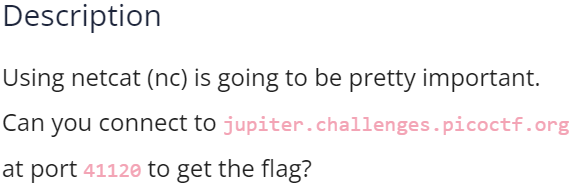 Description
Using netcat (nc) is going to be pretty important.
Can you connect to jupiter.challenges.picoctf.org
at port 41120 to get the flag?